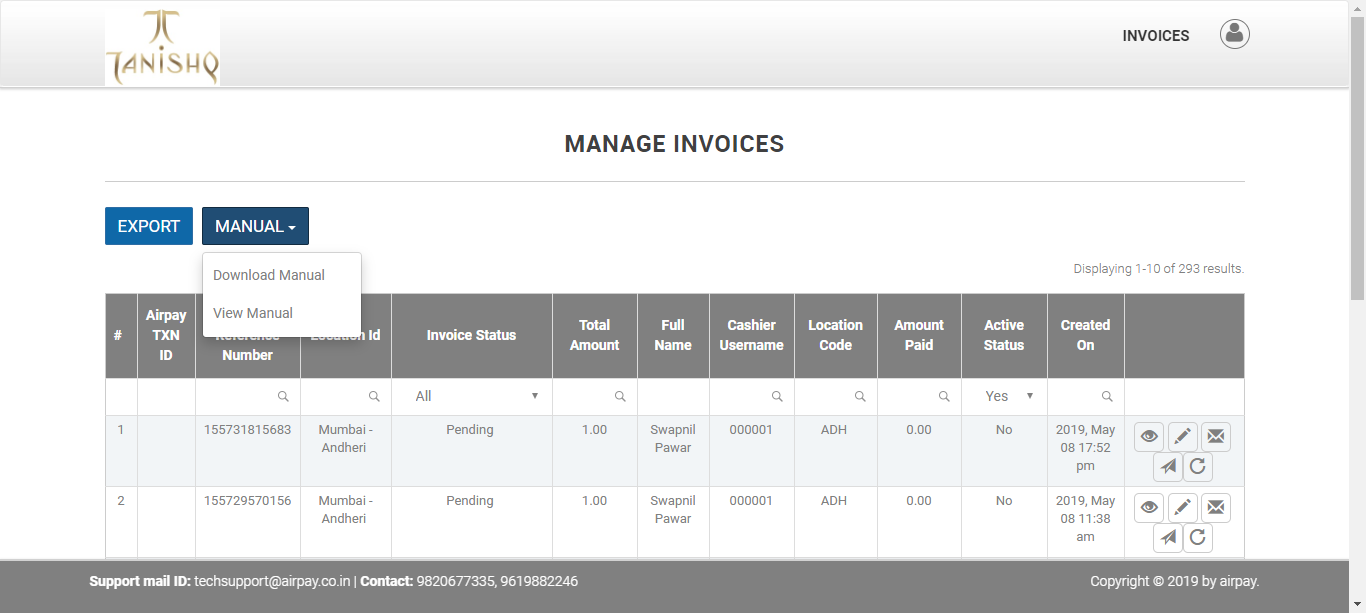 TANISHQ
INVOICES
MANAGE INVOICES
EXPORT
MANUAL
Download Manual
View Manual
Displaying 1-10 of 293 results.
#
Airpay
TXN
ID
Reference
Number
Location Id
Invoice Status
Total
Amount
Full
Name
Cashier
Username
Location
Code
Amount
Paid
Active
Status
Created
On
All
Yes
1
155731815683
Mumbai -
Andheri
Pending
1.00
Swapnil
Pawar
000001
ADH
0.00
No
2019, May
08 17:52
pm
2
155729570156
Mumbai -
Andheri
Pending
1.00
Swapnil
Pawar
000001
ADH
0.00
No
2019, May
08 11:38
am
Support mail ID: techsupport@airpay.co.in | Contact: 9820677335, 9619882246
Copyright © 2019 by airpay.